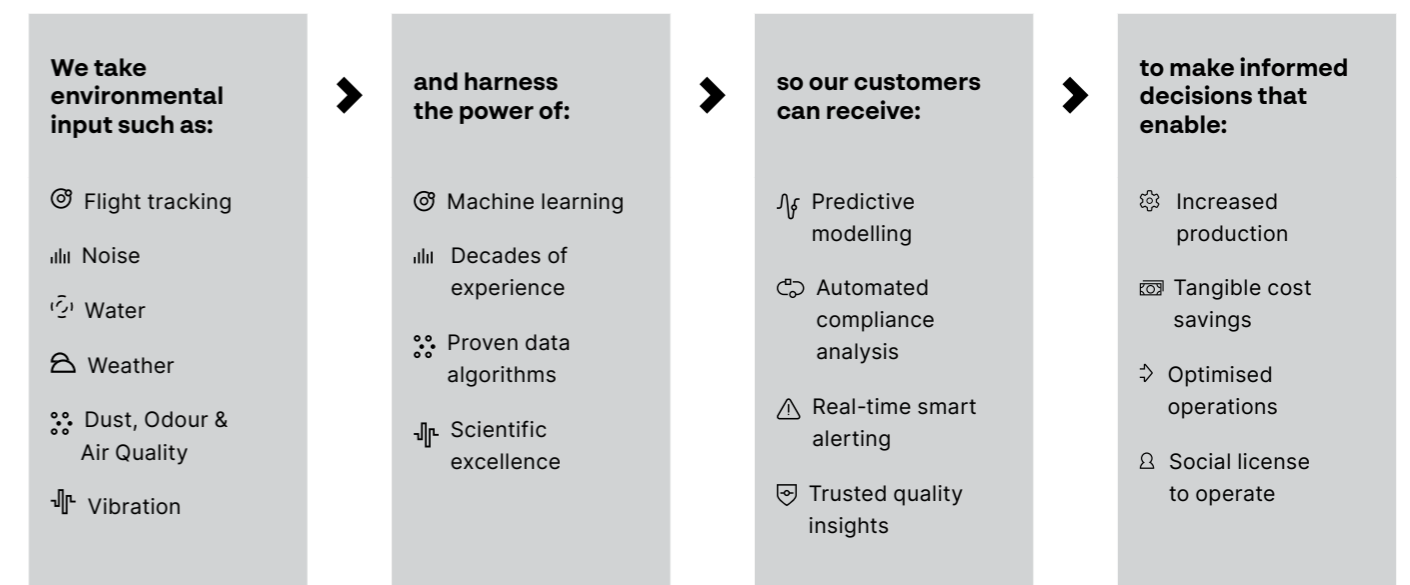 We take
environmental
input such as:
Flight tracking
Noise
Water
Weather
Dust, Odour &
Air Quality
Vibration
and harness
the power of:
Machine learning
Decades of
experience
Proven data
algorithms
Scientific
excellence
so our customers
can receive:
Predictive
modelling
Automated
compliance
analysis
Real-time smart
alerting
Trusted quality
insights
to make informed
decisions that
enable:
Increased
production
Tangible cost
savings
Optimised
operations
Social license
to operate